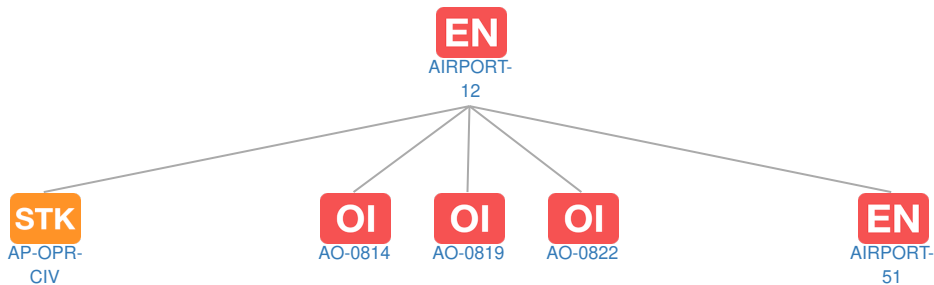 EN
AIRPORT-
12
STK
AP-OPR-
CIV
OI
AO-0814
OI
AO-0819
OI
AO-0822
EN
AIRPORT-
51